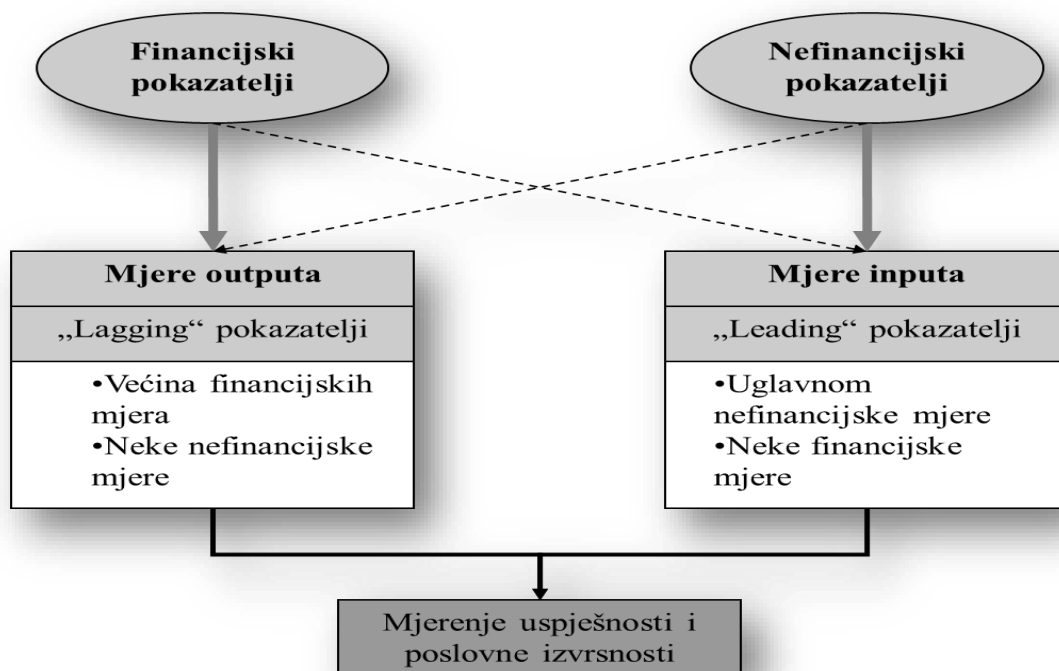 Financijski
pokazatelji
Nefinancijski
pokazatelji
Mjere outputa
„Lagging“ pokazatelji
•Većina financijskih
mjera
•Neke nefinancijske
mjere
Mjere inputa
„Leading“ pokazatelji
•Uglavnom
nefinancijske mjere
•Neke financijske
mjere
Mjerenje uspješnosti i
poslovne izvrsnosti